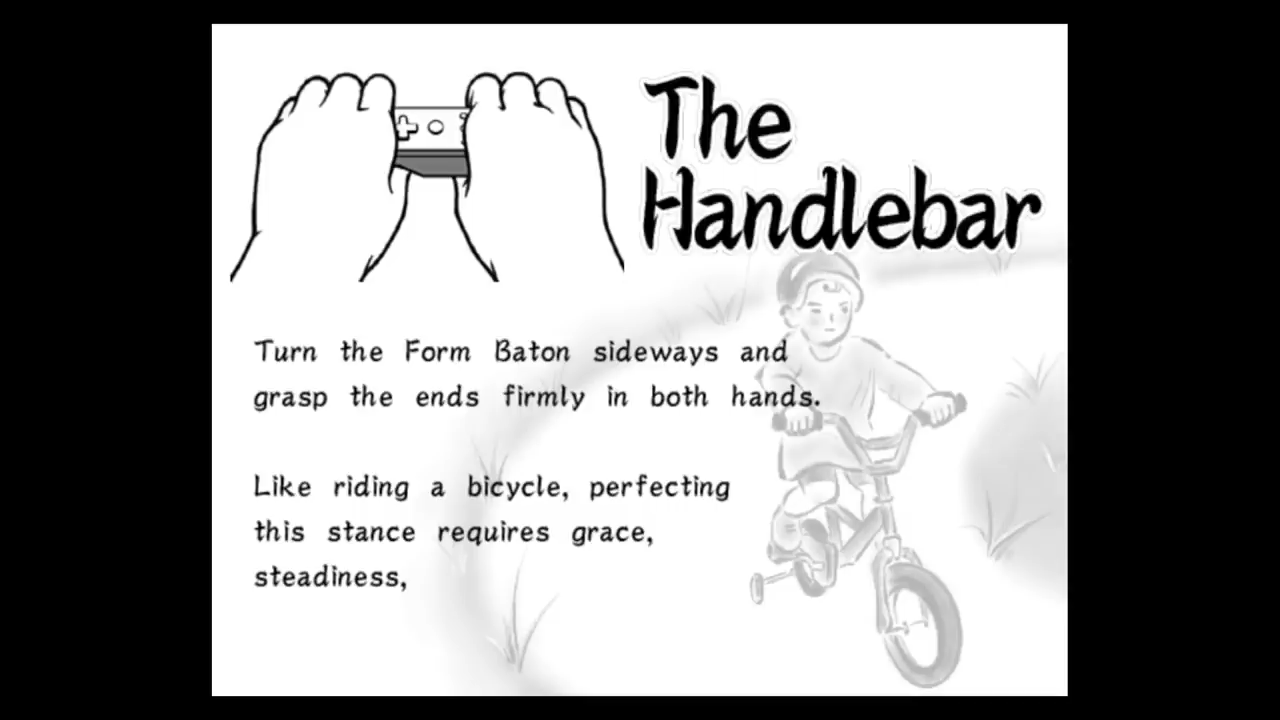 The
Handlebar
Turn the Form Baton sideways and
grasp the ends firmly in both hands.
Like riding a bicycle, perfecting
this stance requires grace,
steadiness,